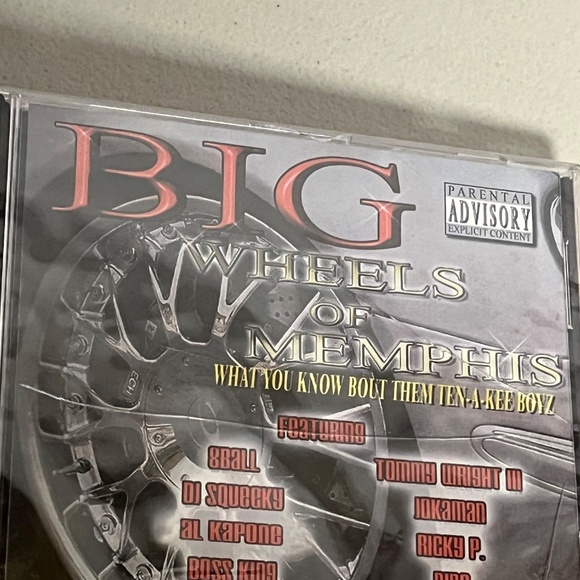 BIG
PARENTAL
ADVISORY
EXPLICIT CONTENT
WHEELS
OF
MEMPHIS
WHAT YOU KNOW BOUT THEM TEN-A-KEE BOYZ
FEATURING
8BALL
DJ SQUEEKY
AL KAPONE
BOSS KING
TOMMY WRIGHT III
JOKAMAN
RICKY P.